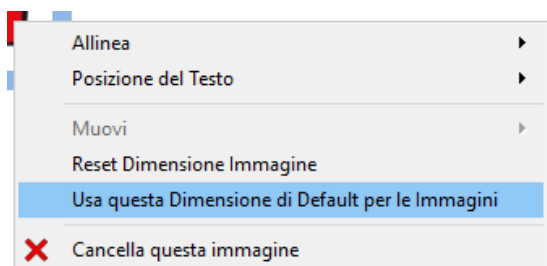 Allinea
Posizione del Testo
Muovi
Reset Dimensione Immagine
Usa questa Dimensione di Default per le Immagini
Cancella questa immagine